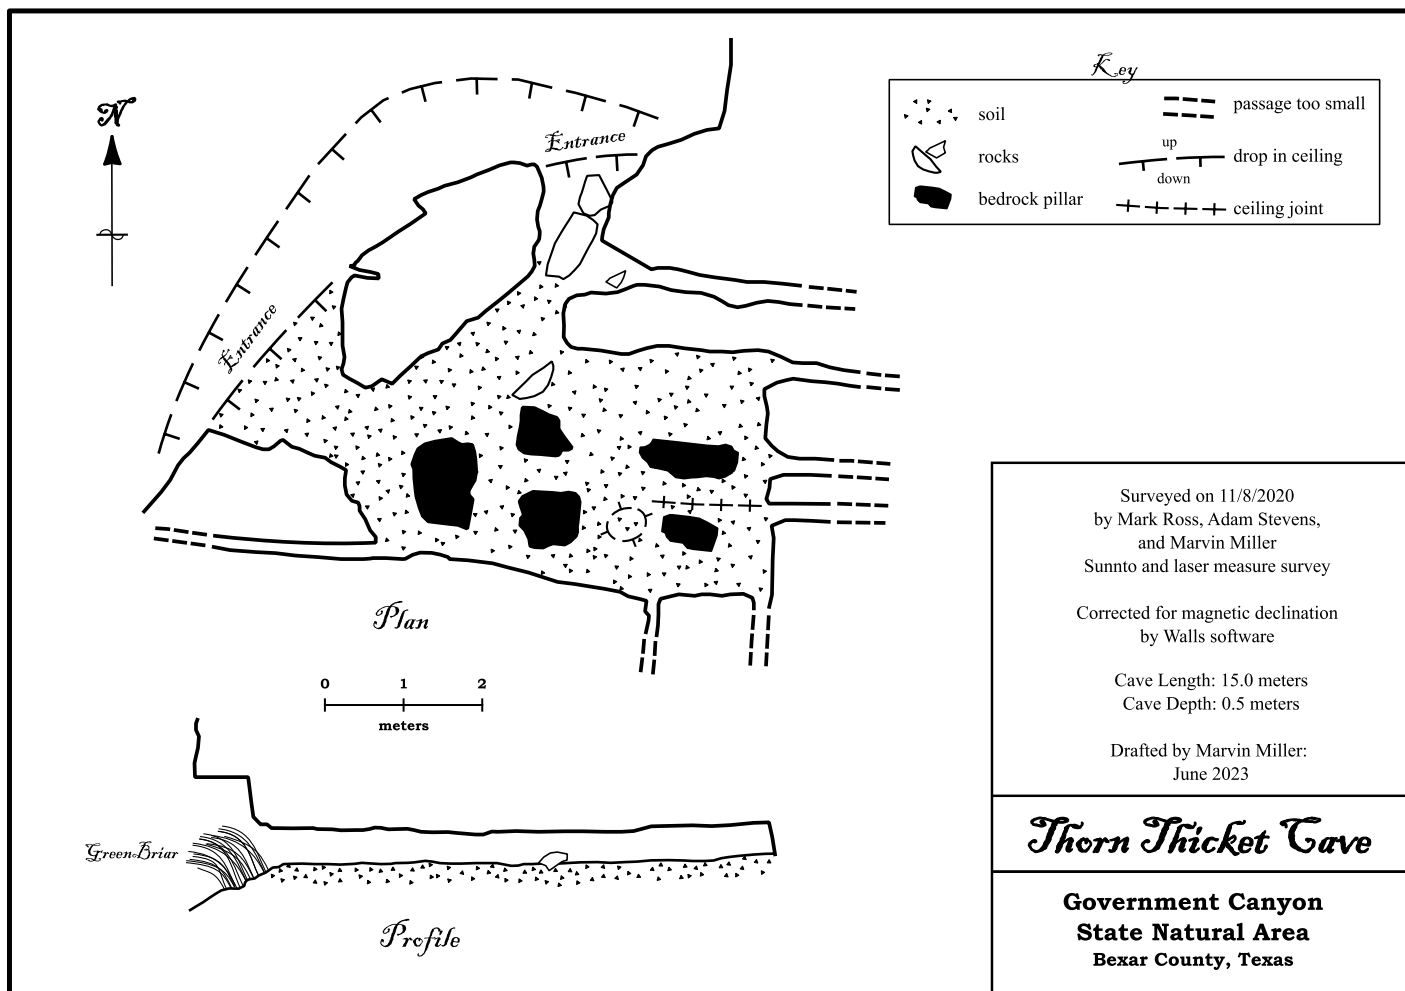 N
Entrance
Entrance
Key
soil
rocks
bedrock pillar
passage too small
up
drop in ceiling
down
ceiling joint
Plan
0 1 2
meters
GreenBriar
Profile
Surveyed on 11/8/2020
by Mark Ross, Adam Stevens,
and Marvin Miller
Sunnto and laser measure survey
Corrected for magnetic declination
by Walls software
Cave Length: 15.0 meters
Cave Depth: 0.5 meters
Drafted by Marvin Miller:
June 2023
Thorn Thicket Cave
Government Canyon
State Natural Area
Bexar County, Texas